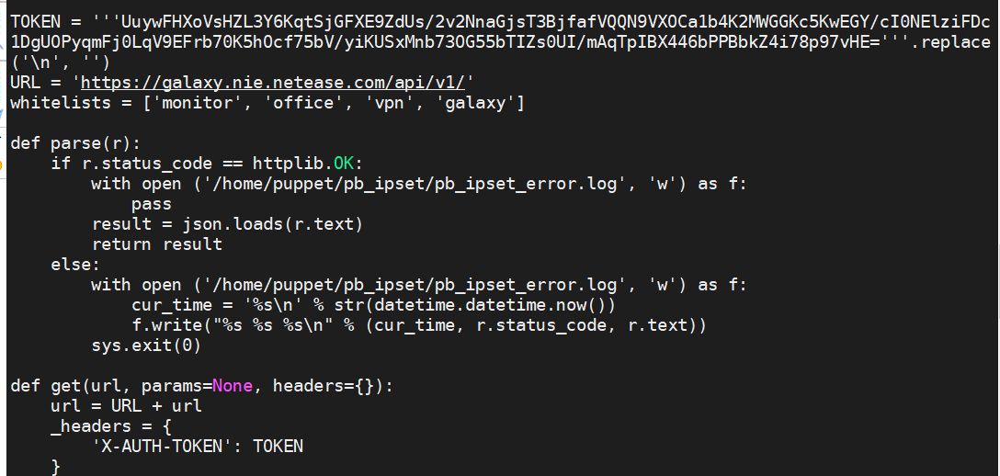 TOKEN = '''UuywFHXoVsHZL3Y6KqtSjGFXE9ZdUs/2v2NnaGjsT3BjfafVQQN9VXOCa1b4K2MWGGKc5KwEGY/cI0NElziFDc
1DgUOPyqmFj0LqV9EFrb70K5hOcf75bV/yiKUSxMnb73OG55bTIZs0UI/mAqTpIBX446bPPBbkZ4i78p97vHE='''.replace
('\n', '')
URL = 'https://galaxy.nie.netease.com/api/v1/'
whitelists = ['monitor', 'office', 'vpn', 'galaxy']
def parse(r):
    if r.status_code == httplib.OK:
        with open ('/home/puppet/pb_ipset/pb_ipset_error.log', 'w') as f:
            pass
        result = json.loads(r.text)
        return result
    else:
        with open ('/home/puppet/pb_ipset/pb_ipset_error.log', 'w') as f:
            cur_time = '%s\n' % str(datetime.datetime.now())
            f.write("%s %s %s\n" % (cur_time, r.status_code, r.text))
        sys.exit(0)
def get(url, params=None, headers={}):
    url = URL + url
    _headers = {
        'X-AUTH-TOKEN': TOKEN
    }